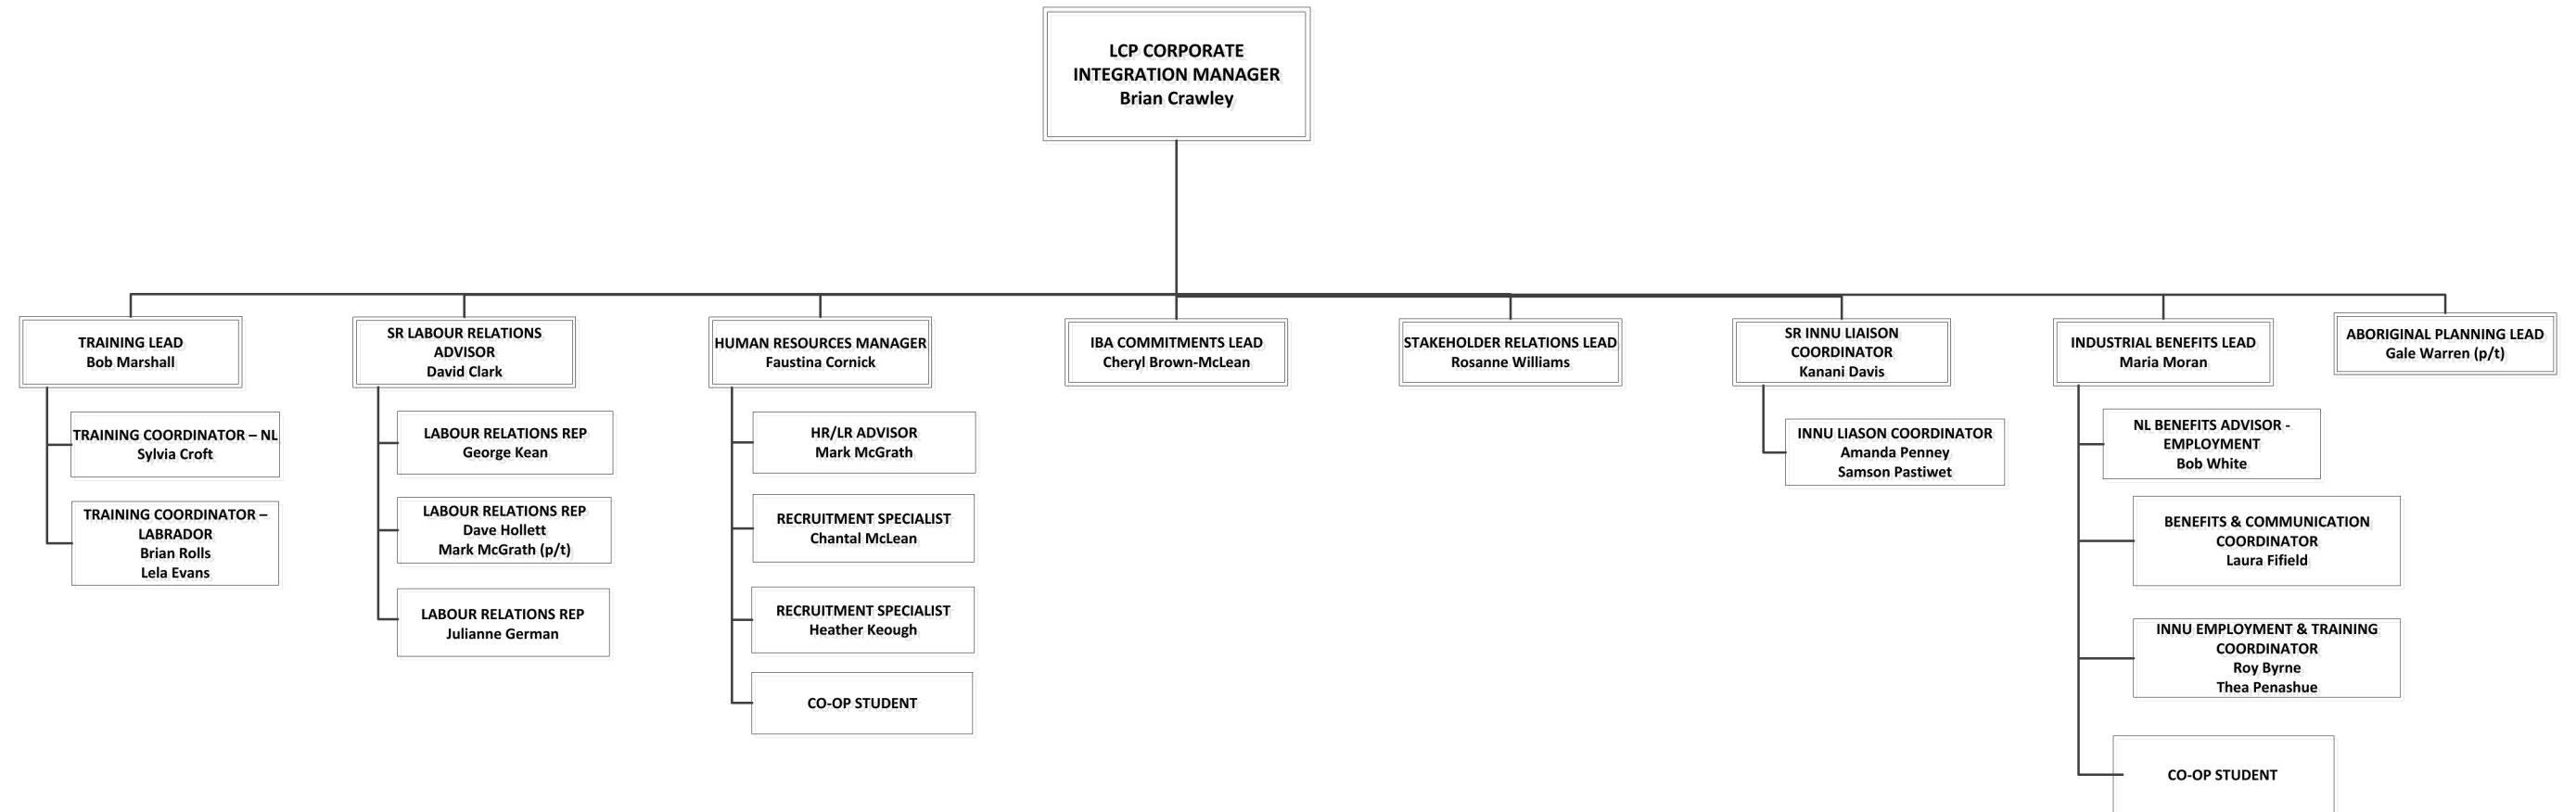 LCP CORPORATE
INTEGRATION MANAGER
Brian Crawley
TRAINING LEAD
Bob Marshall
TRAINING COORDINATOR – NL
Sylvia Croft
TRAINING COORDINATOR –
LABRADOR
Brian Rolls
Lela Evans
SR LABOUR RELATIONS
ADVISOR
David Clark
LABOUR RELATIONS REP
George Kean
LABOUR RELATIONS REP
Dave Hollett
Mark McGrath (p/t)
LABOUR RELATIONS REP
Julianne German
HUMAN RESOURCES MANAGER
Faustina Cornick
HR/LR ADVISOR
Mark McGrath
RECRUITMENT SPECIALIST
Chantal McLean
RECRUITMENT SPECIALIST
Heather Keough
CO-OP STUDENT
IBA COMMITMENTS LEAD
Cheryl Brown-McLean
STAKEHOLDER RELATIONS LEAD
Rosanne Williams
SR INNU LIAISON
COORDINATOR
Kanani Davis
INNU LIASON COORDINATOR
Amanda Penney
Samson Pastiwet
INDUSTRIAL BENEFITS LEAD
Maria Moran
NL BENEFITS ADVISOR -
EMPLOYMENT
Bob White
BENEFITS & COMMUNICATION
COORDINATOR
Laura Fifield
INNU EMPLOYMENT & TRAINING
COORDINATOR
Roy Byrne
Thea Penashue
CO-OP STUDENT
ABORIGINAL PLANNING LEAD
Gale Warren (p/t)